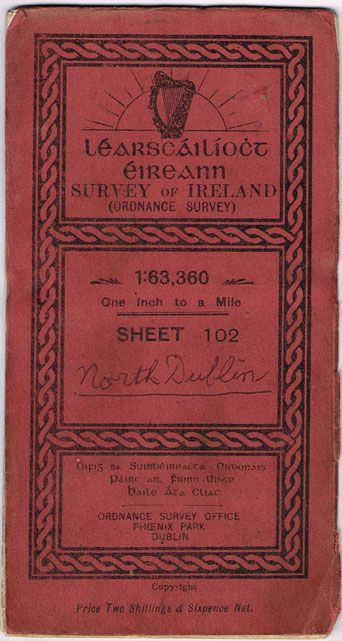 léarscáilíoċt
éireann
SURVEY OF IRELAND
(ORDNANCE SURVEY)
1:63,360
One Inch to a Mile
SHEET 102
North Dublin
Oifig na Suirbéireaċta Ordonáis
Páirc an Ḟionn-Uisce
Baile Áṫa Cliaṫ
ORDNANCE SURVEY OFFICE
PHŒNIX PARK
DUBLIN
Copyright
Price Two Shillings & Sixpence Net.